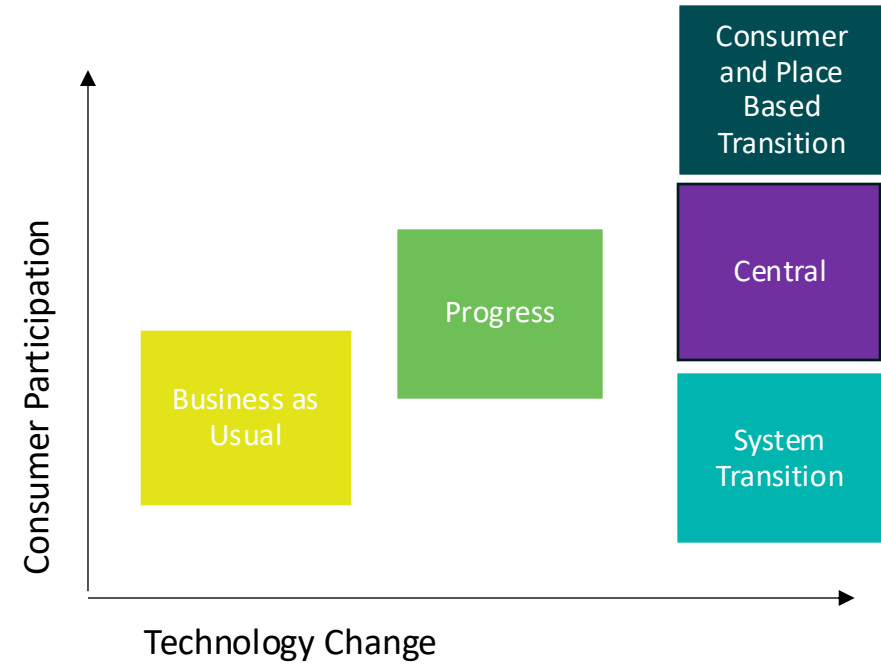 Consumer
and Place
Based
Transition
Central
Progress
Business as
Usual
System
Transition
Consumer Participation
Technology Change